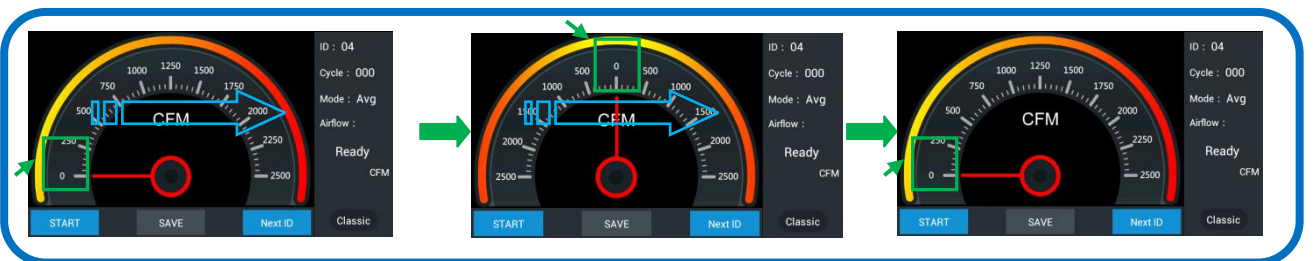 ID : 04
Cycle : 000
Mode : Avg
Airflow :
Ready
CFM
Classic
0
250
500
750
1000
1250
1500
1750
2000
2250
2500
CFM
START
SAVE
Next ID
ID : 04
Cycle : 000
Mode : Avg
Airflow :
Ready
CFM
Classic
2500
2000
1500
1000
500
0
500
1000
1500
2000
2500
CFM
START
SAVE
Next ID
ID : 04
Cycle : 000
Mode : Avg
Airflow :
Ready
CFM
Classic
0
250
500
750
1000
1250
1500
1750
2000
2250
2500
CFM
START
SAVE
Next ID